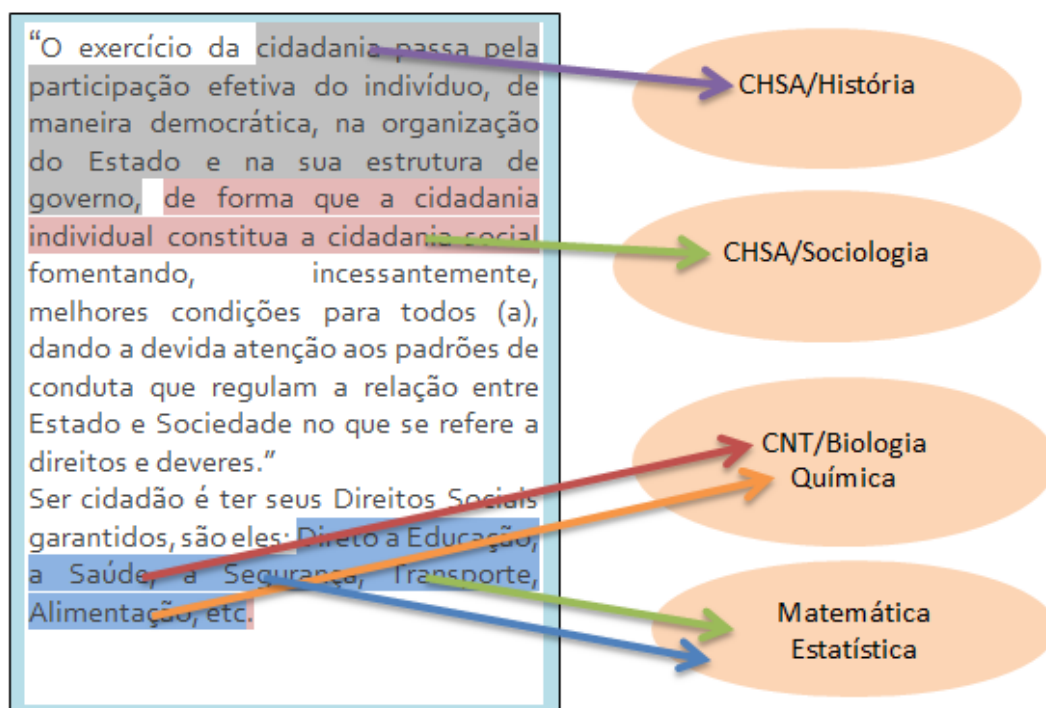 “O exercício da cidadania passa pela
participação efetiva do indivíduo, de
maneira democrática, na organização
do Estado e na sua estrutura de
governo, de forma que a cidadania
individual constitua a cidadania social
fomentando, incessantemente,
melhores condições para todos (a),
dando a devida atenção aos padrões de
conduta que regulam a relação entre
Estado e Sociedade no que se refere a
direitos e deveres.”
Ser cidadão é ter seus Direitos Sociais
garantidos, são eles: Direto a Educação,
a Saúde, a Segurança, Transporte,
Alimentação, etc.
CHSA/História
CHSA/Sociologia
CNT/Biologia
Química
Matemática
Estatística